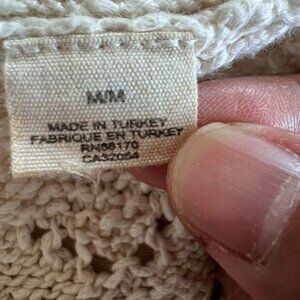 M/M
MADE IN TURKEY
FABRIQUE EN TURKEY
RN66170
CA32054